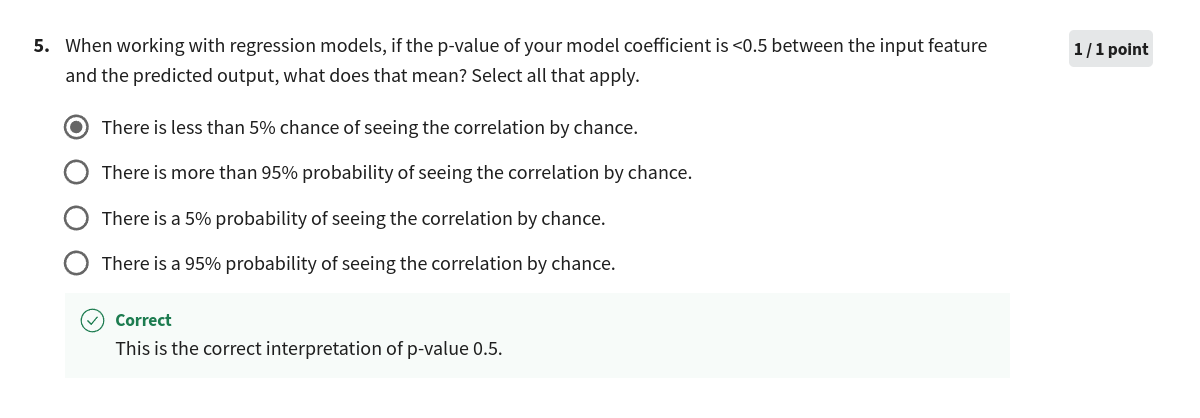 5. When working with regression models, if the p-value of your model coefficient is <0.5 between the input feature
1 / 1 point
and the predicted output, what does that mean? Select all that apply.
There is less than 5% chance of seeing the correlation by chance.
There is more than 95% probability of seeing the correlation by chance.
There is a 5% probability of seeing the correlation by chance.
There is a 95% probability of seeing the correlation by chance.
Correct
This is the correct interpretation of p-value 0.5.